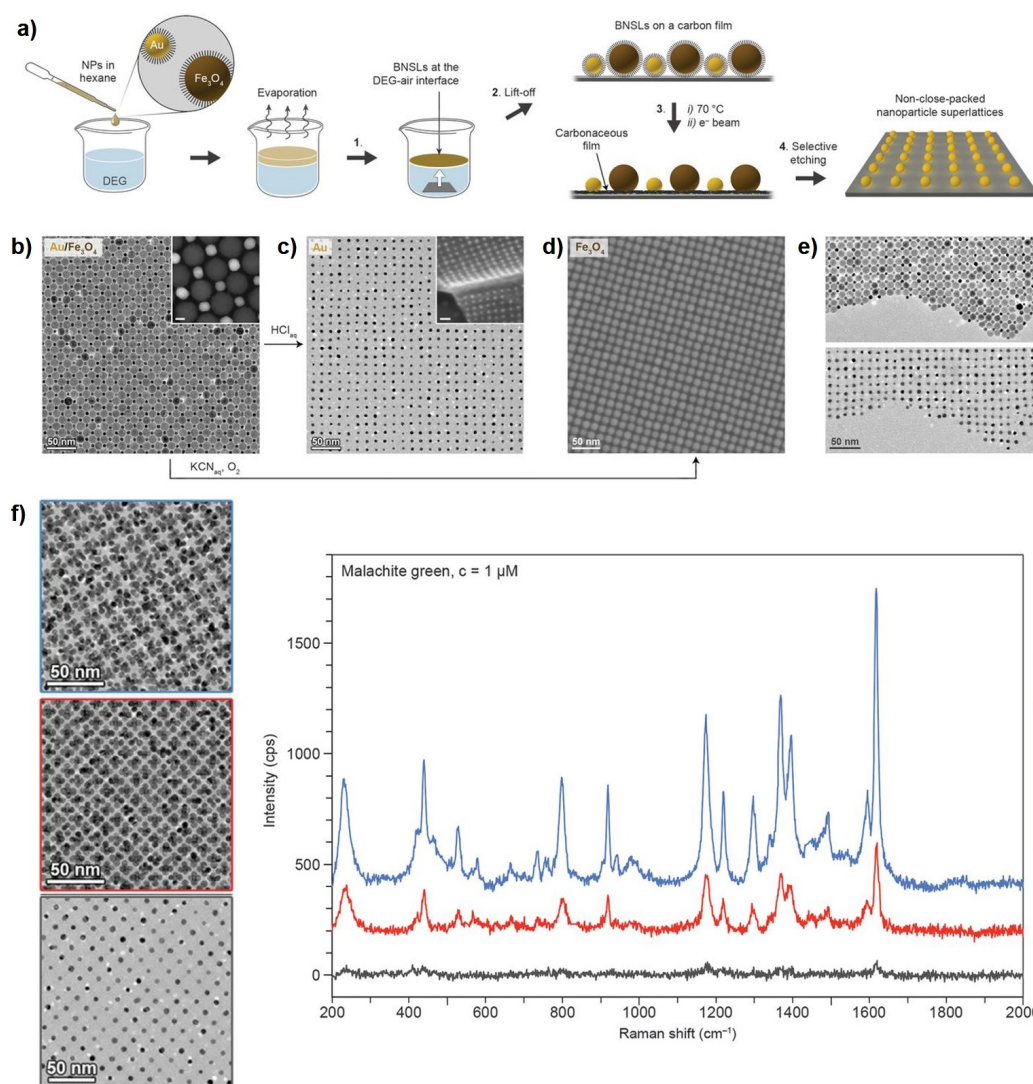 a)
Au
NPs in
hexane
Fe₃O₄
DEG
Evaporation
1.
BNSLs at the
DEG-air
interface
2. Lift-off
BNSLs on a carbon film
3.
i) 70 °C
ii) e⁻ beam
Carbonaceous
film
4. Selective
etching
Non-close-packed
nanoparticle superlattices
b)
Au/Fe₃O₄
50 nm
HClaq
c)
Au
50 nm
d)
Fe₃O₄
50 nm
e)
50 nm
KCNaq, O₂
f)
50 nm
50 nm
50 nm
Malachite green, c = 1 µM
Intensity (cps)
1500
1000
500
0
200 400 600 800 1000 1200 1400 1600 1800 2000
Raman shift (cm⁻¹)